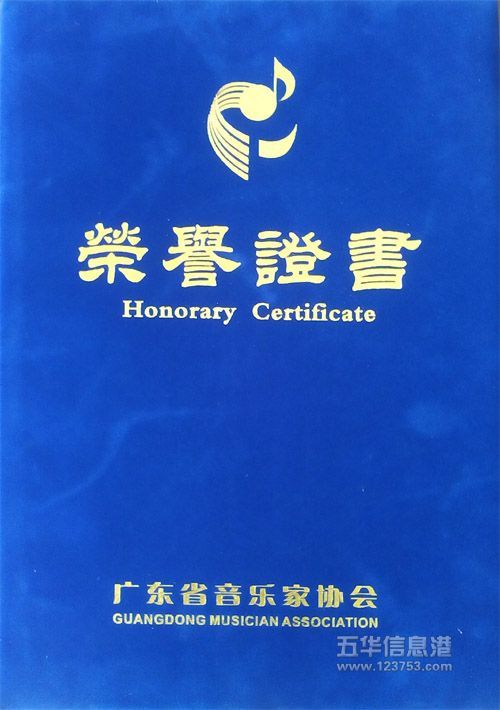 榮譽證書
Honorary Certificate
广东省音乐家协会
GUANGDONG MUSICIAN ASSOCIATION
五华信息港
www.123753.com